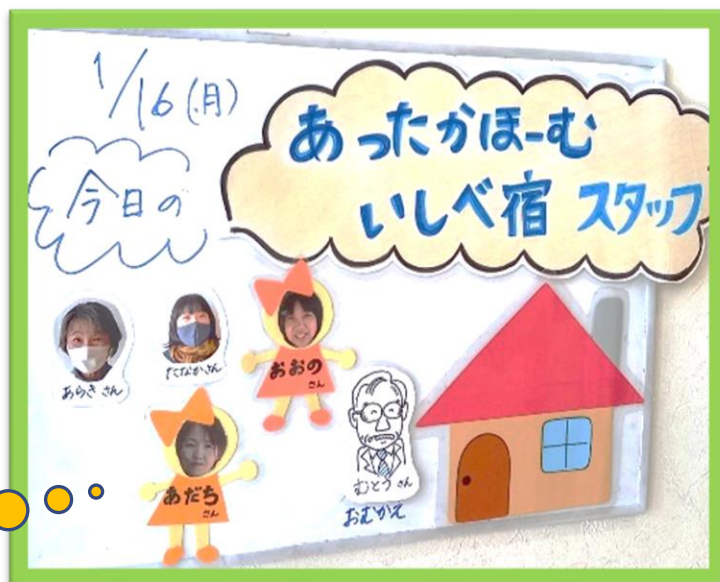 1/16(月)
今日の
あったかほーむ
いしべ宿 スタッフ
あらき さん
たなかさん
おおの
さん
あだち
さん
むとう さん
おむかえ